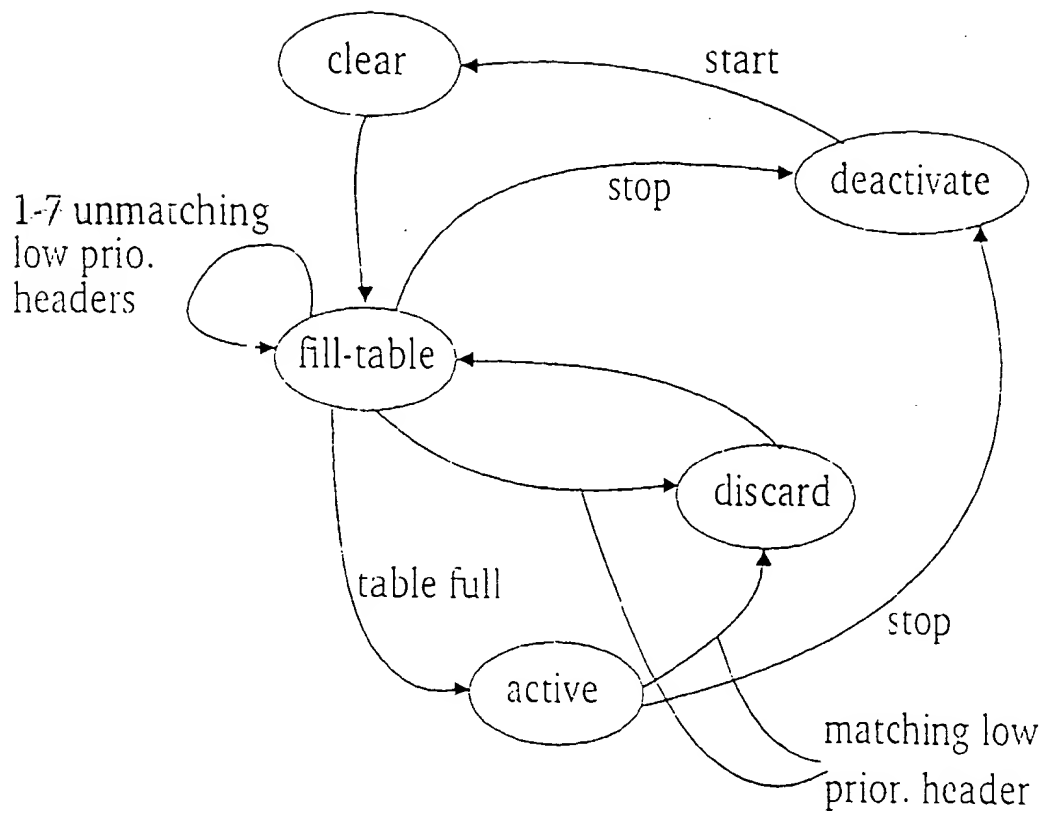 clear
start
deactivate
stop
1-7 unmatching
low prio.
headers
fill-table
discard
table full
stop
active
matching low
prior. header